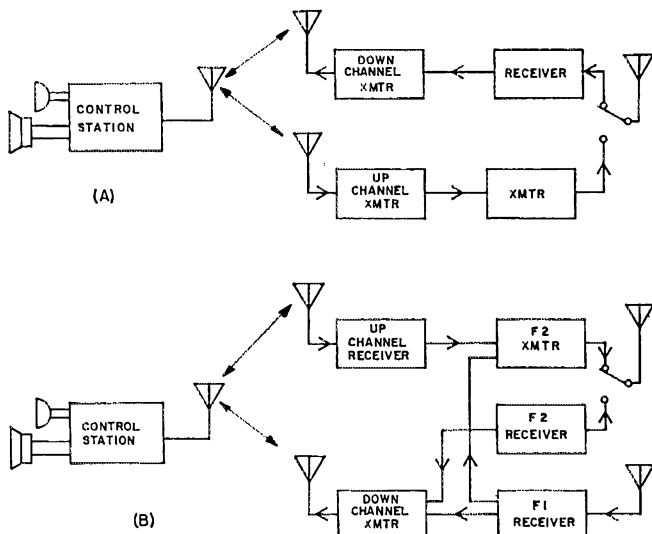 CONTROL
STATION
DOWN
CHANNEL
XMTR
RECEIVER
UP
CHANNEL
XMTR
XMTR
(A)
CONTROL
STATION
UP
CHANNEL
RECEIVER
F2
XMTR
F2
RECEIVER
DOWN
CHANNEL
XMTR
F1
RECEIVER
(B)